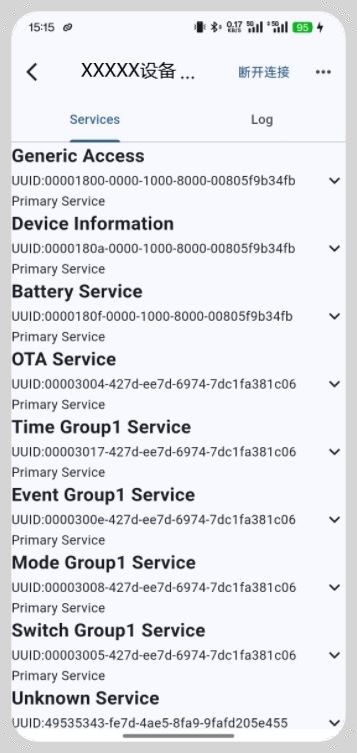 15:15
0.17 KB/S 5G 5G 95
XXXXX设备 ...
断开连接
Services
Log
Generic Access
UUID:00001800-0000-1000-8000-00805f9b34fb
Primary Service
Device Information
UUID:0000180a-0000-1000-8000-00805f9b34fb
Primary Service
Battery Service
UUID:0000180f-0000-1000-8000-00805f9b34fb
Primary Service
OTA Service
UUID:00003004-427d-ee7d-6974-7dc1fa381c06
Primary Service
Time Group1 Service
UUID:00003017-427d-ee7d-6974-7dc1fa381c06
Primary Service
Event Group1 Service
UUID:0000300e-427d-ee7d-6974-7dc1fa381c06
Primary Service
Mode Group1 Service
UUID:00003008-427d-ee7d-6974-7dc1fa381c06
Primary Service
Switch Group1 Service
UUID:00003005-427d-ee7d-6974-7dc1fa381c06
Primary Service
Unknown Service
UUID:49535343-fe7d-4ae5-8fa9-9fafd205e455